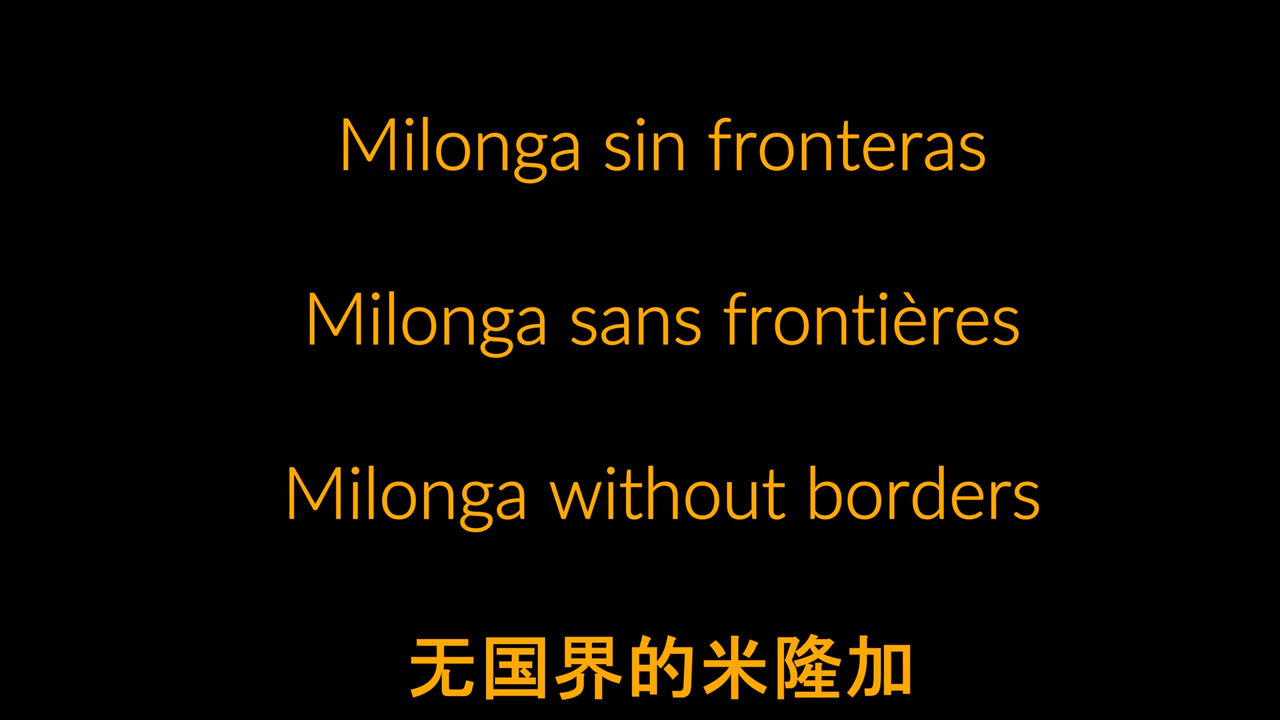 Milonga sin fronteras
Milonga sans frontières
Milonga without borders
无国界的米隆加